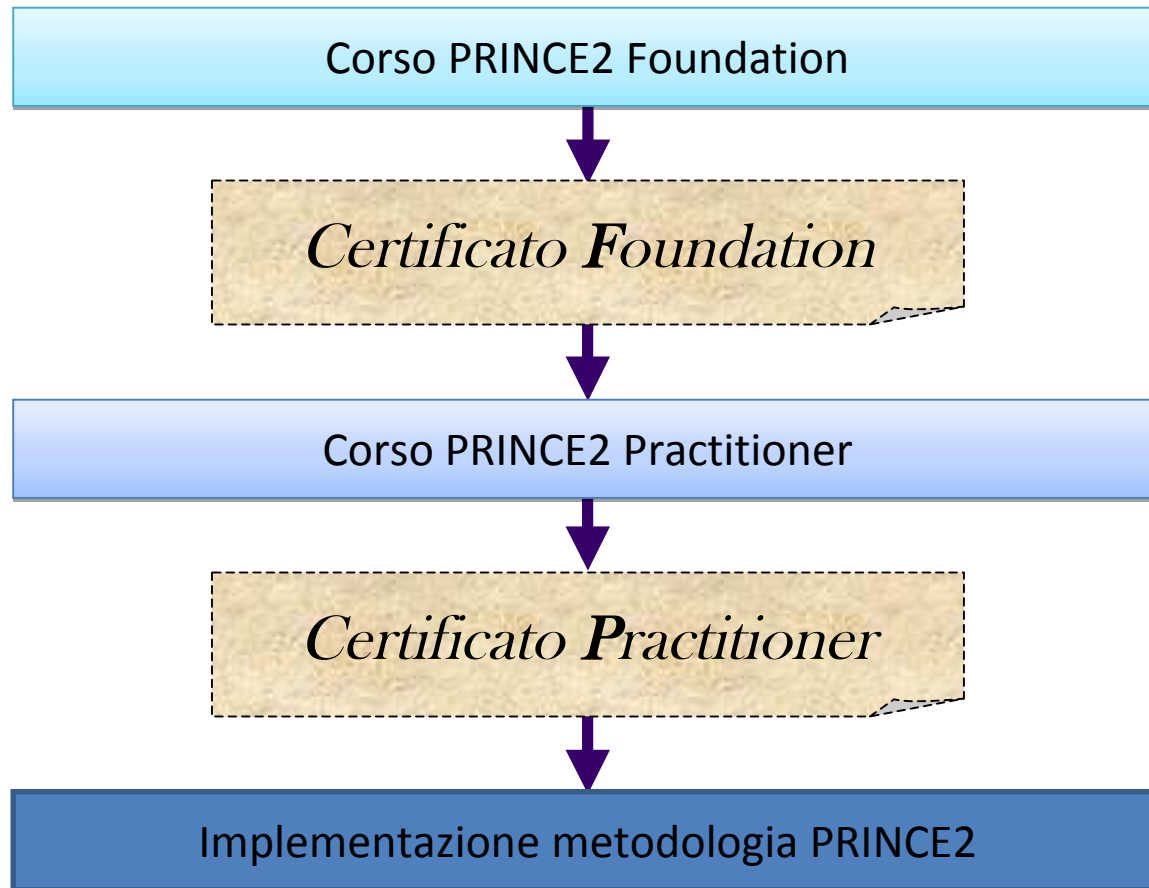 Corso PRINCE2 Foundation
Certificato Foundation
Corso PRINCE2 Practitioner
Certificato Practitioner
Implementazione metodologia PRINCE2